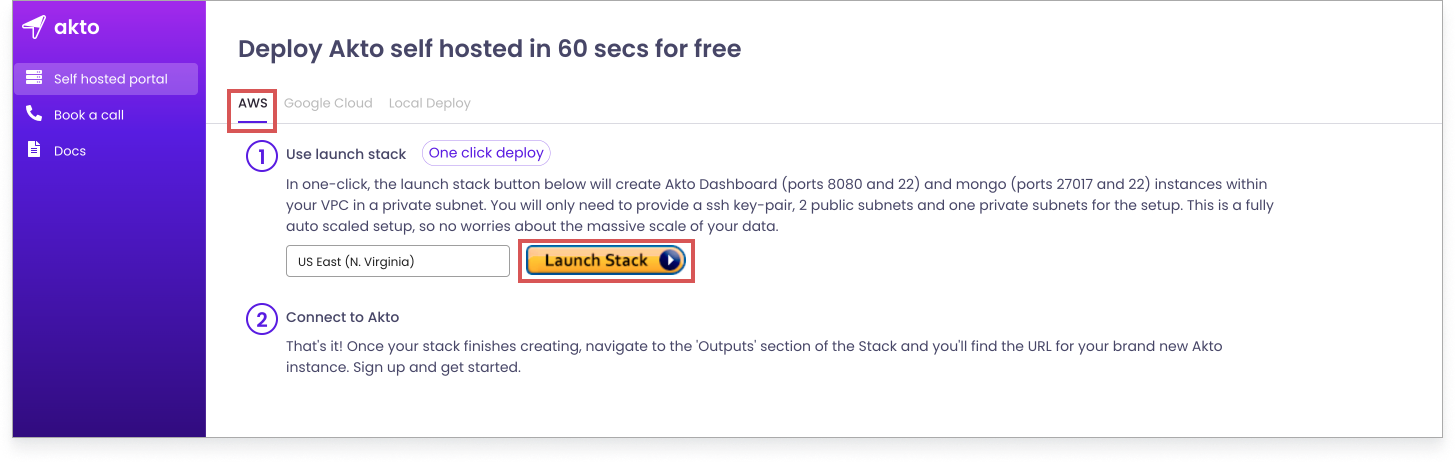 akto
Self hosted portal
Book a call
Docs
Deploy Akto self hosted in 60 secs for free
AWS Google Cloud Local Deploy
1 Use launch stack One click deploy
In one-click, the launch stack button below will create Akto Dashboard (ports 8080 and 22) and mongo (ports 27017 and 22) instances within
your VPC in a private subnet. You will only need to provide a ssh key-pair, 2 public subnets and one private subnets for the setup. This is a fully
auto scaled setup, so no worries about the massive scale of your data.
US East (N. Virginia) Launch Stack
2 Connect to Akto
That's it! Once your stack finishes creating, navigate to the 'Outputs' section of the Stack and you'll find the URL for your brand new Akto
instance. Sign up and get started.